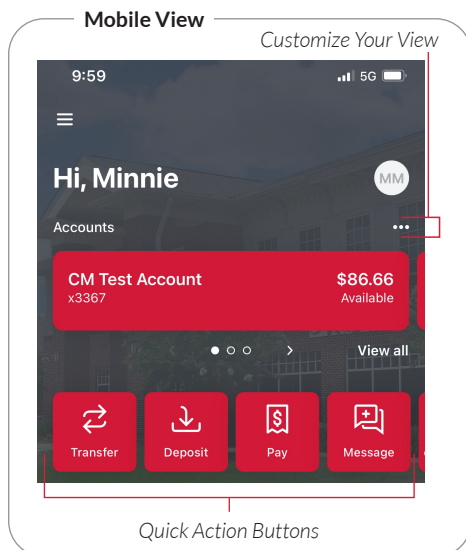 Mobile View
Customize Your View
9:59 5G
Hi, Minnie MM
Accounts
CM Test Account $86.66
x3367 Available
View all
Transfer Deposit Pay Message
Quick Action Buttons